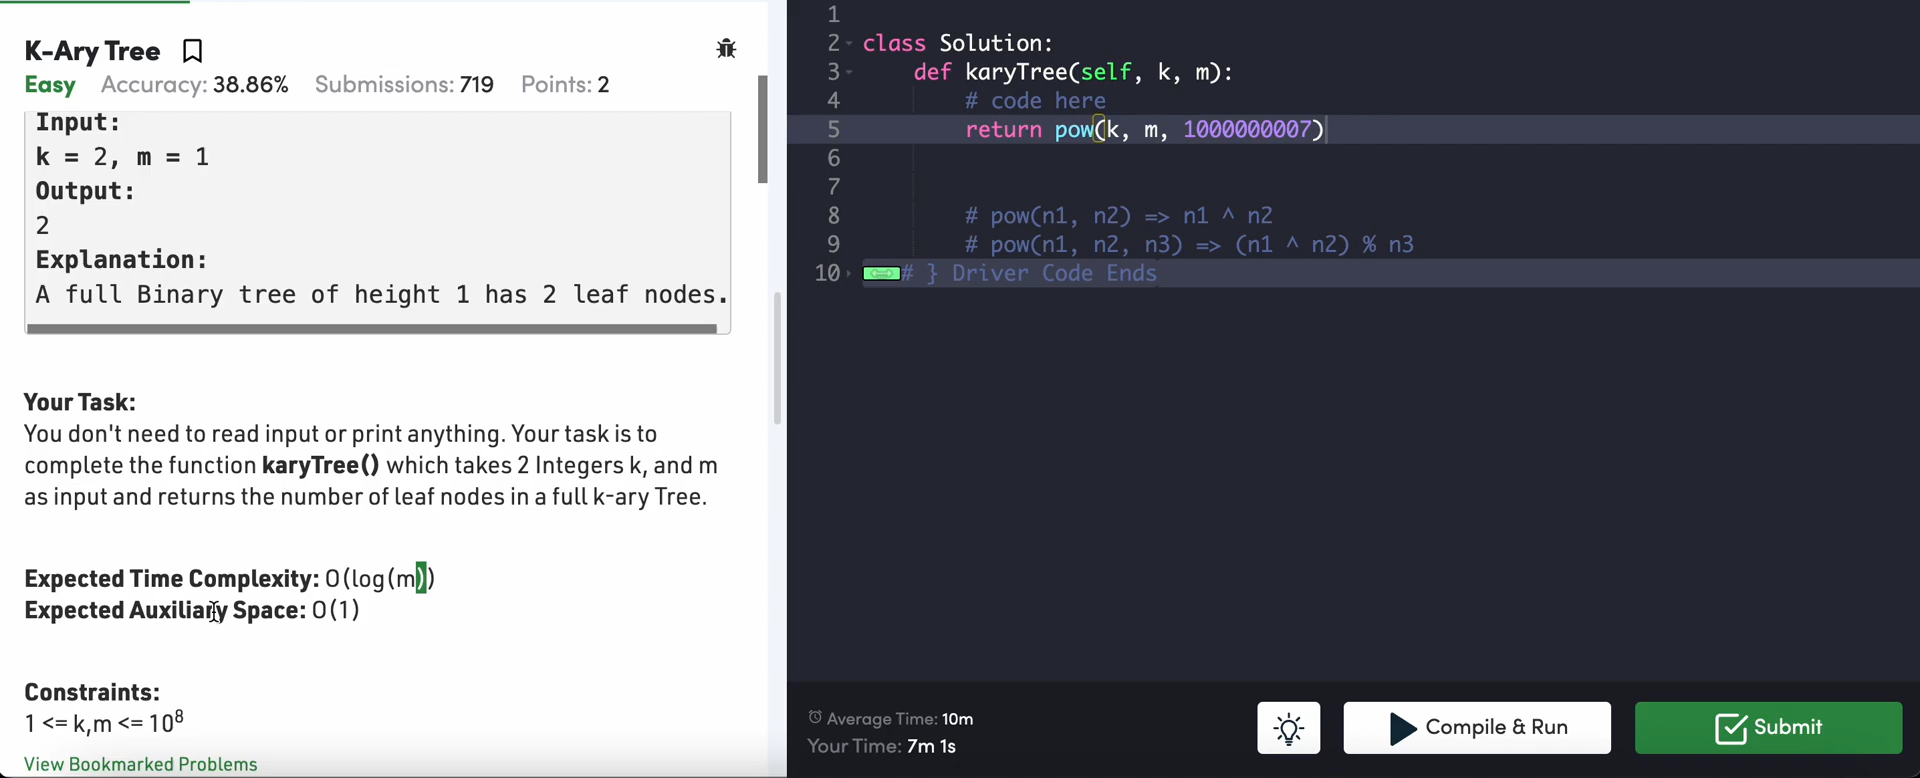 K-Ary Tree
Easy Accuracy: 38.86% Submissions: 719 Points: 2
Input:
k = 2, m = 1
Output:
2
Explanation:
A full Binary tree of height 1 has 2 leaf nodes.
Your Task:
You don't need to read input or print anything. Your task is to
complete the function karyTree() which takes 2 Integers k, and m
as input and returns the number of leaf nodes in a full k-ary Tree.
Expected Time Complexity: O(log(m))
Expected Auxiliary Space: O(1)
Constraints:
1 <= k,m <= 10⁸
View Bookmarked Problems
1
2 class Solution:
3 def karyTree(self, k, m):
4 # code here
5 return pow(k, m, 1000000007)
6
7
8 # pow(n1, n2) => n1 ^ n2
9 # pow(n1, n2, n3) => (n1 ^ n2) % n3
10 # } Driver Code Ends
Average Time: 10m
Your Time: 7m 1s
Compile & Run
Submit